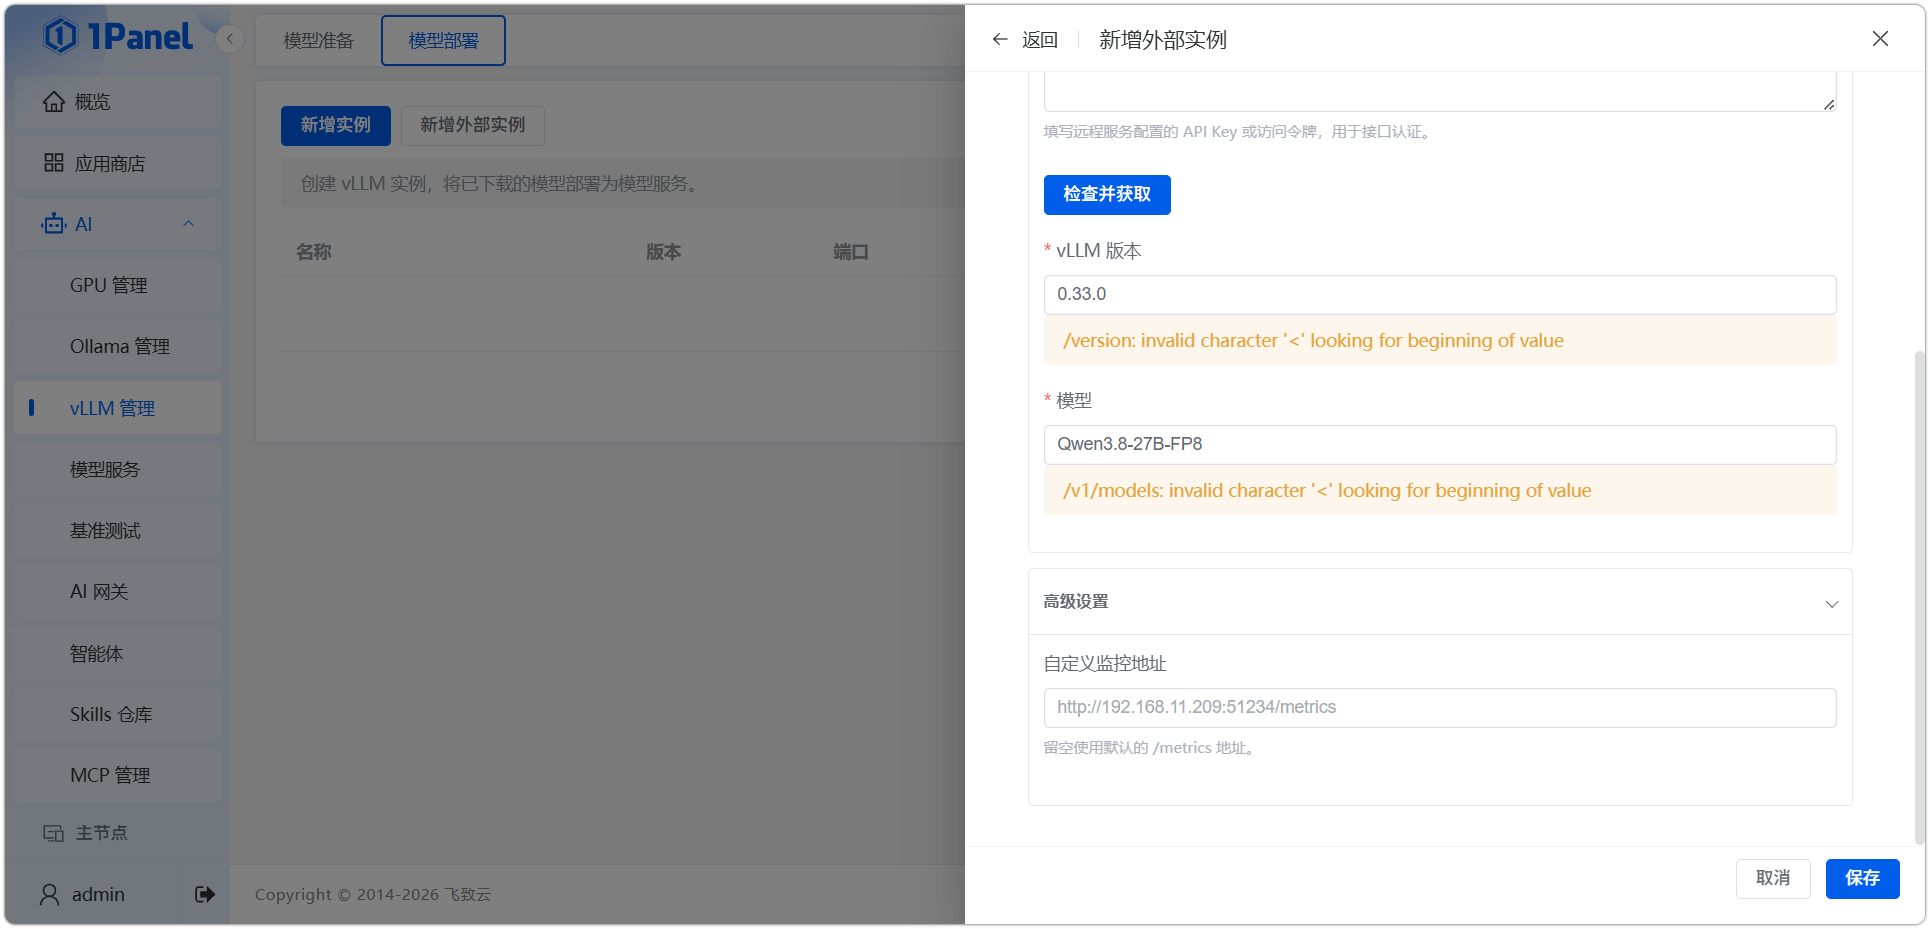 1Panel
概览
应用商店
AI
GPU 管理
Ollama 管理
vLLM 管理
模型服务
基准测试
AI 网关
智能体
Skills 仓库
MCP 管理
主节点
admin
模型准备
模型部署
新增实例
新增外部实例
创建 vLLM 实例，将已下载的模型部署为模型服务。
名称 版本 端口
Copyright © 2014-2026 飞致云
返回 新增外部实例
填写远程服务配置的 API Key 或访问令牌，用于接口认证。
检查并获取
* vLLM 版本
0.33.0
/version: invalid character '<' looking for beginning of value
* 模型
Qwen3.8-27B-FP8
/v1/models: invalid character '<' looking for beginning of value
高级设置
自定义监控地址
http://192.168.11.209:51234/metrics
留空使用默认的 /metrics 地址。
取消
保存